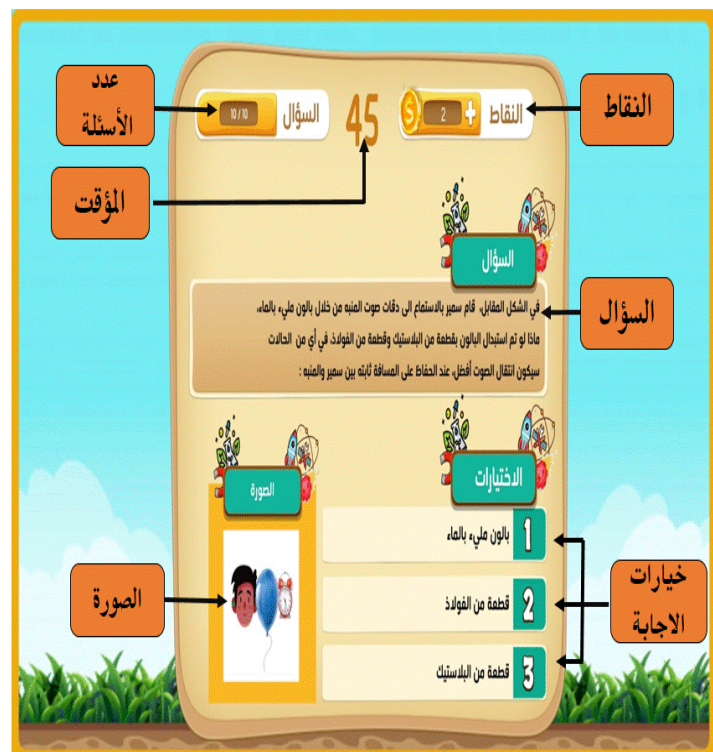 عدد
الأسئلة
10 / 10
السؤال
45
2
النقاط
النقاط
المؤقت
السؤال
في الشكل المقابل، قام سمير بالاستماع الى دقات صوت المنبه من خلال بالون مليء بالماء،
ماذا لو تم استبدال البالون بقطعة من البلاستيك وقطعة من الفولاذ، في أي من الحالات
سيكون انتقال الصوت أفضل، عند الحفاظ على المسافة ثابته بين سمير والمنبه :
السؤال
الاختيارات
الصورة
1 بالون مليء بالماء
2 قطعة من الفولاذ
3 قطعة من البلاستيك
خيارات
الاجابة
الصورة